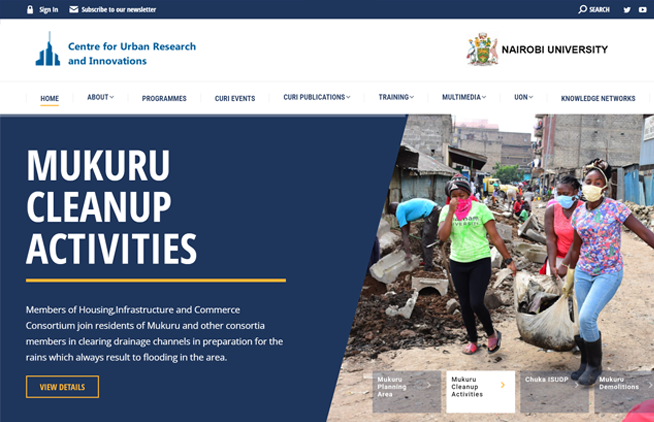 Sign In
Subscribe to our newsletter
SEARCH
Centre for Urban Research
and Innovations
NAIROBI UNIVERSITY
HOME
ABOUT
PROGRAMMES
CURI EVENTS
CURI PUBLICATIONS
TRAINING
MULTIMEDIA
UON
KNOWLEDGE NETWORKS
MUKURU
CLEANUP
ACTIVITIES
Members of Housing,Infrastructure and Commerce
Consortium join residents of Mukuru and other consortia
members in clearing drainage channels in preparation for the
rains which always result to flooding in the area.
VIEW DETAILS
Mukuru
Planning
Area
Mukuru
Cleanup
Activities
Chuka ISUDP
Mukuru
Demolitions